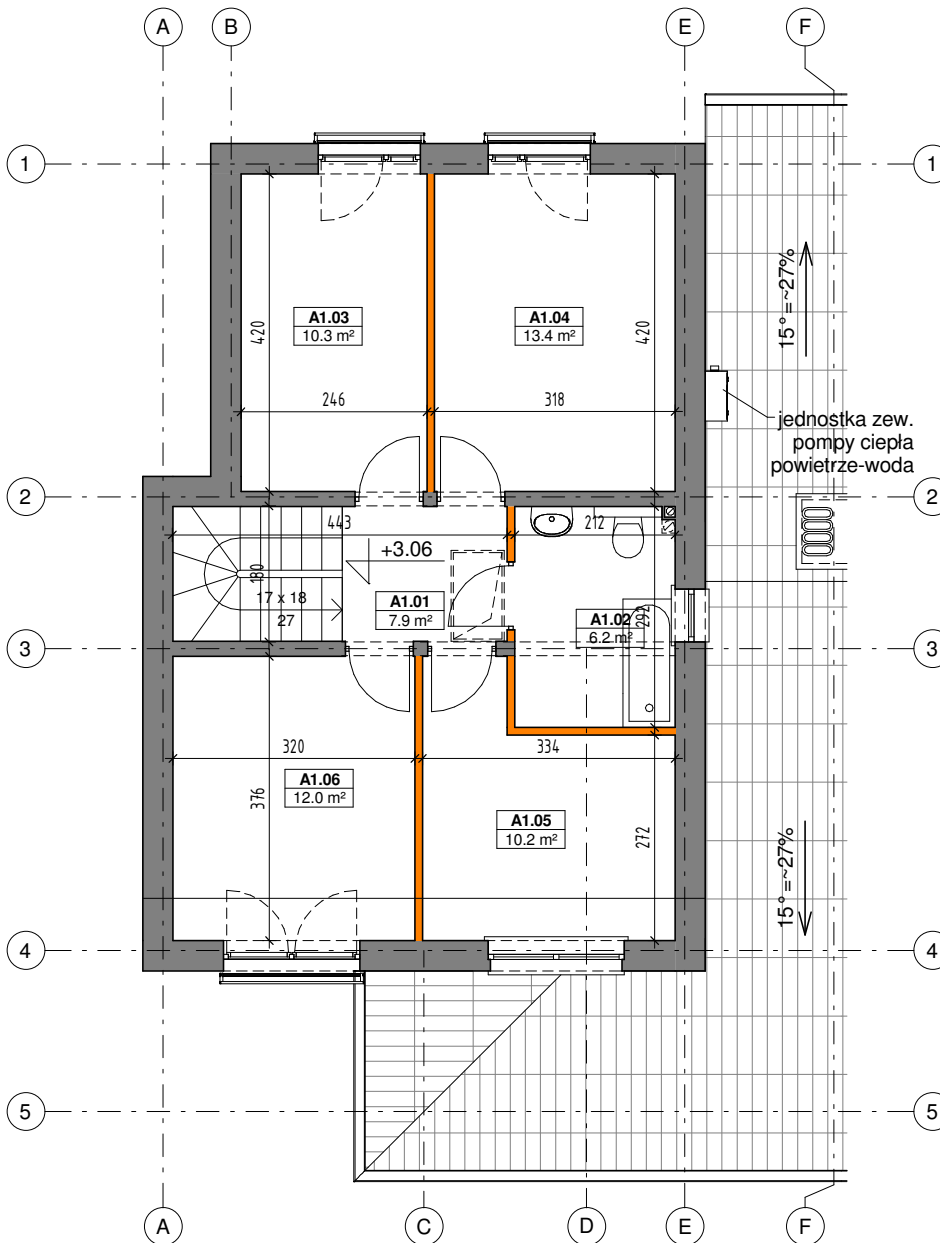 A
B
E
F
1
1
15°=~27%
A1.03
10.3 m²
A1.04
13.4 m²
420
420
246
318
jednostka zew.
pompy ciepła
powietrze-woda
2
2
443
212
+3.06
180
17 x 18
27
A1.01
7.9 m²
A1.02
6.2 m²
292
3
3
320
334
A1.06
12.0 m²
376
A1.05
10.2 m²
272
15°=~27%
4
4
5
5
A
C
D
E
F